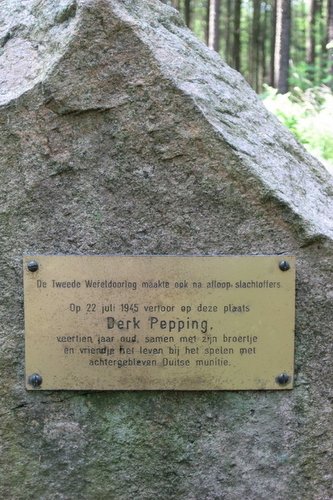 De Tweede Wereldoorlog maakte ook na afloop slachtoffers.
Op 22 juli 1945 verloor op deze plaats
Derk Pepping,
veertien jaar oud, samen met zijn broertje
en vriendje het leven bij het spelen met
achtergebleven Duitse munitie.